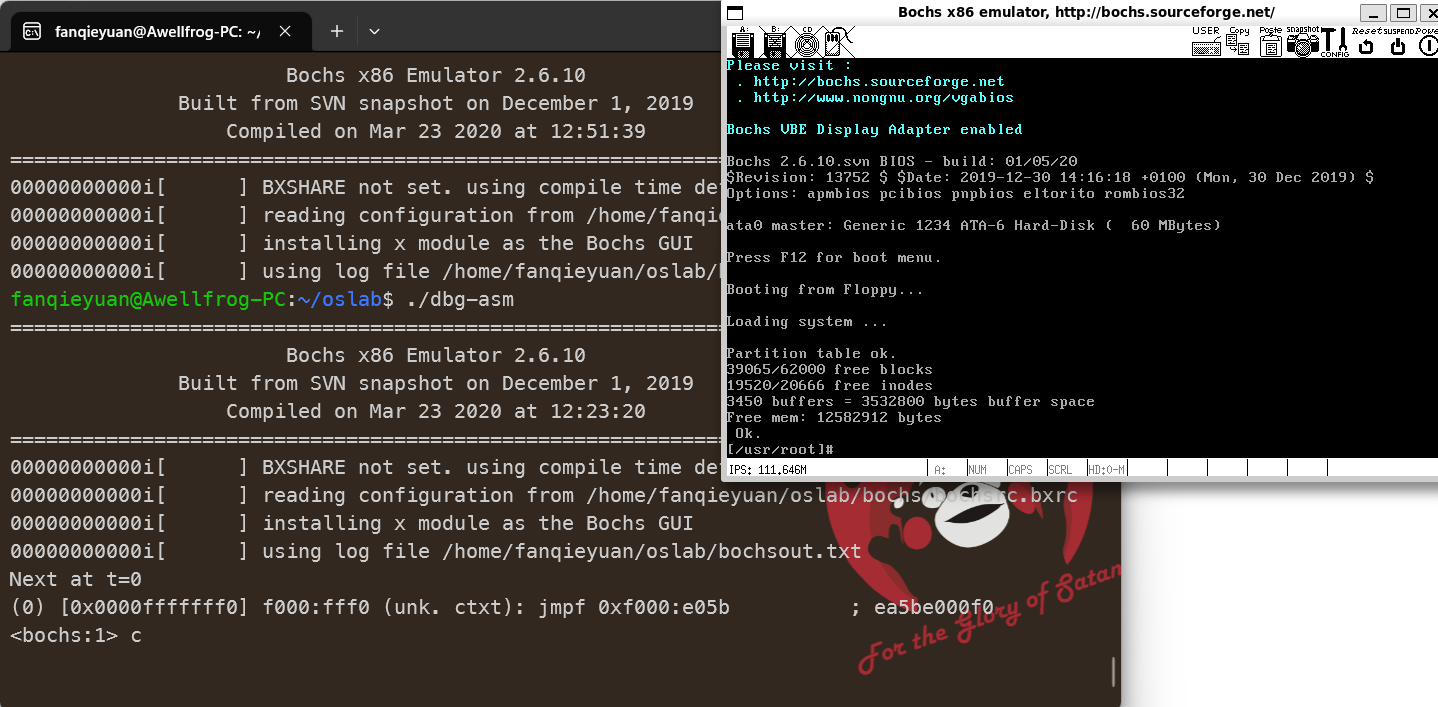 fanqieyuan@Awellfrog-PC: ~/
Bochs x86 Emulator 2.6.10
Built from SVN snapshot on December 1, 2019
Compiled on Mar 23 2020 at 12:51:39
============================================================
00000000000i[      ] BXSHARE not set. using compile time de
00000000000i[      ] reading configuration from /home/fanqi
00000000000i[      ] installing x module as the Bochs GUI
00000000000i[      ] using log file /home/fanqieyuan/oslab/
fanqieyuan@Awellfrog-PC:~/oslab$ ./dbg-asm
============================================================
Bochs x86 Emulator 2.6.10
Built from SVN snapshot on December 1, 2019
Compiled on Mar 23 2020 at 12:23:20
============================================================
00000000000i[      ] BXSHARE not set. using compile time de
00000000000i[      ] reading configuration from /home/fanqieyuan/oslab/bochs/bochsrc.bxrc
00000000000i[      ] installing x module as the Bochs GUI
00000000000i[      ] using log file /home/fanqieyuan/oslab/bochsout.txt
Next at t=0
(0) [0x0000fffffff0] f000:fff0 (unk. ctxt): jmpf 0xf000:e05b          ; ea5be000f0
<bochs:1> c
For the Glory of Satan
Bochs x86 emulator, http://bochs.sourceforge.net/
A: B: CD USER Copy Paste snapshot CONFIG Reset SUSPEND Power
Please visit :
. http://bochs.sourceforge.net
. http://www.nongnu.org/vgabios
Bochs VBE Display Adapter enabled
Bochs 2.6.10.svn BIOS - build: 01/05/20
$Revision: 13752 $ $Date: 2019-12-30 14:16:18 +0100 (Mon, 30 Dec 2019) $
Options: apmbios pcibios pnpbios eltorito rombios32
ata0 master: Generic 1234 ATA-6 Hard-Disk (  60 MBytes)
Press F12 for boot menu.
Booting from Floppy...
Loading system ...
Partition table ok.
39065/62000 free blocks
19520/20666 free inodes
3450 buffers = 3532800 bytes buffer space
Free mem: 12582912 bytes
Ok.
[/usr/root]#
IPS: 111.646M A: NUM CAPS SCRL HD:0-M